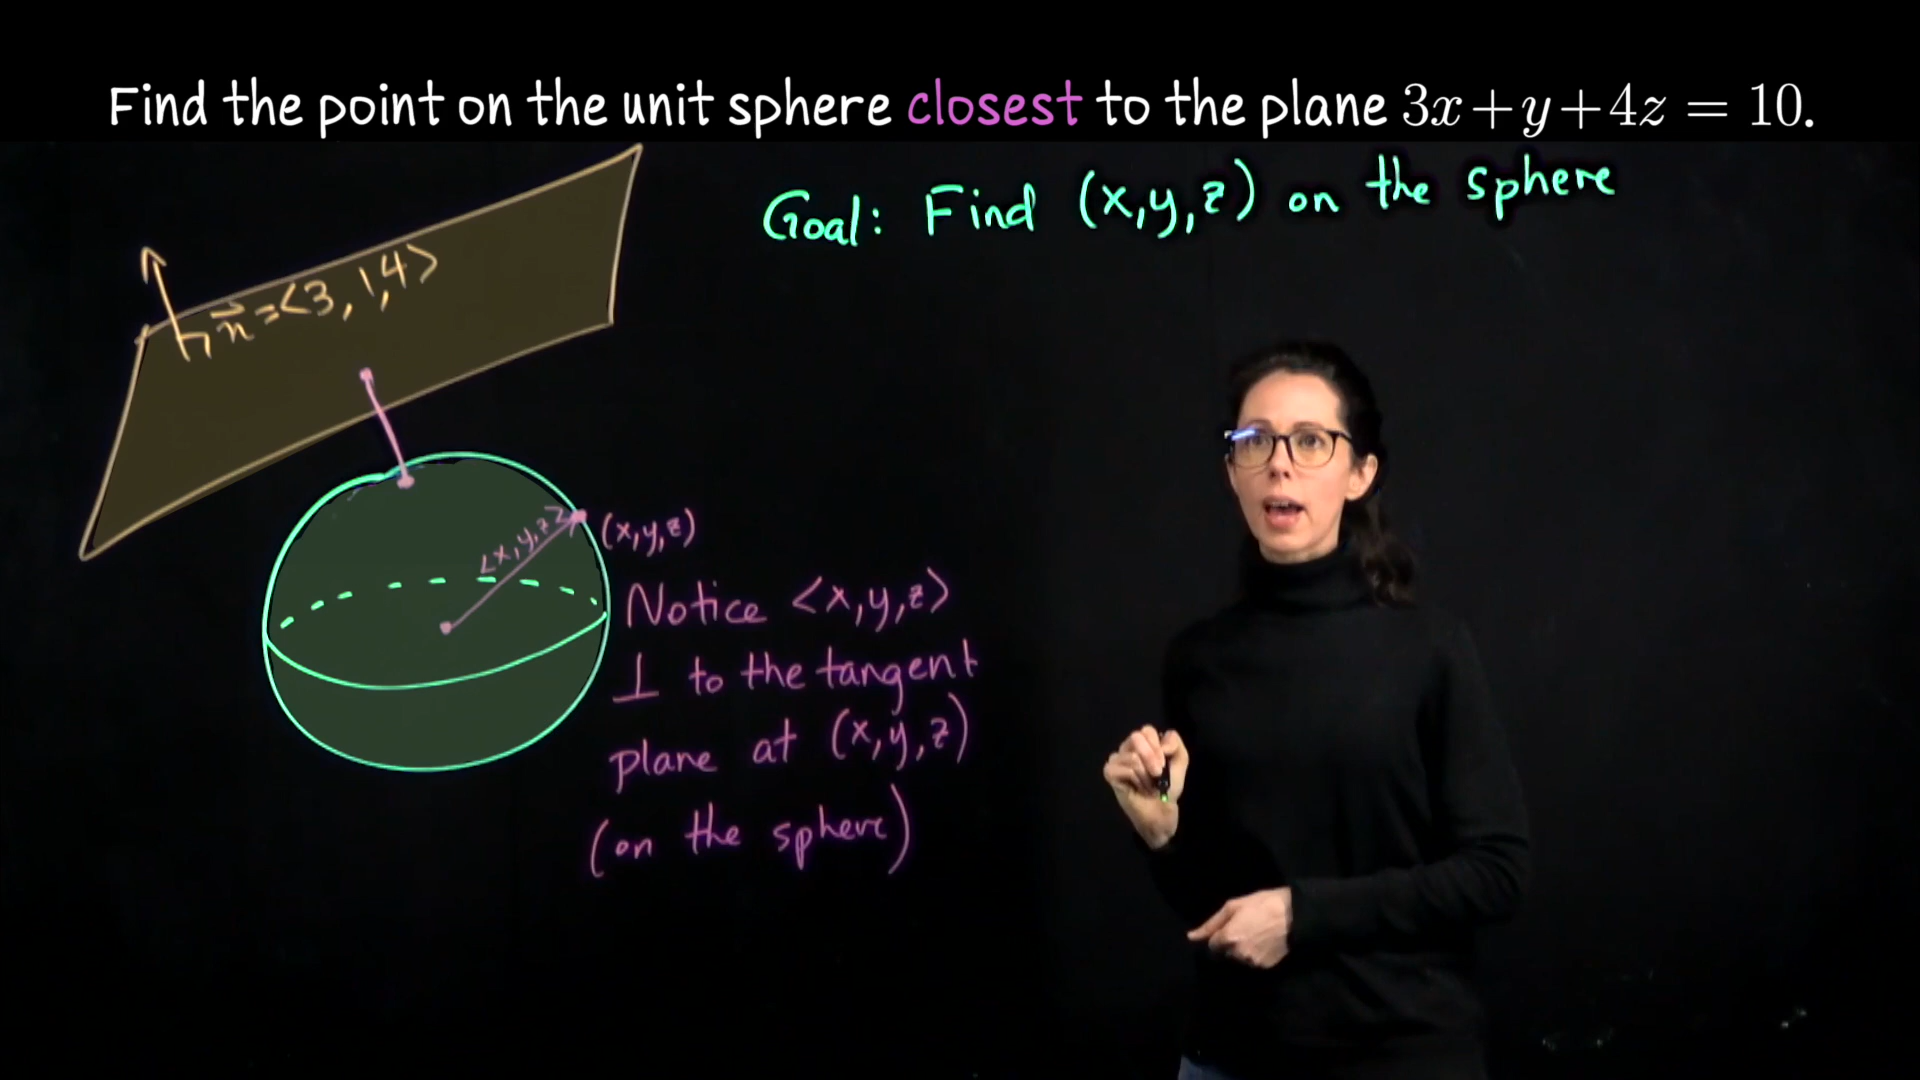 Find the point on the unit sphere closest to the plane 3x+y+4z = 10.
Goal: Find (x,y,z) on the sphere
n⃗=<3,1,4>
<x,y,z>
(x,y,z)
Notice <x,y,z>
⊥ to the tangent
plane at (x,y,z)
(on the sphere)